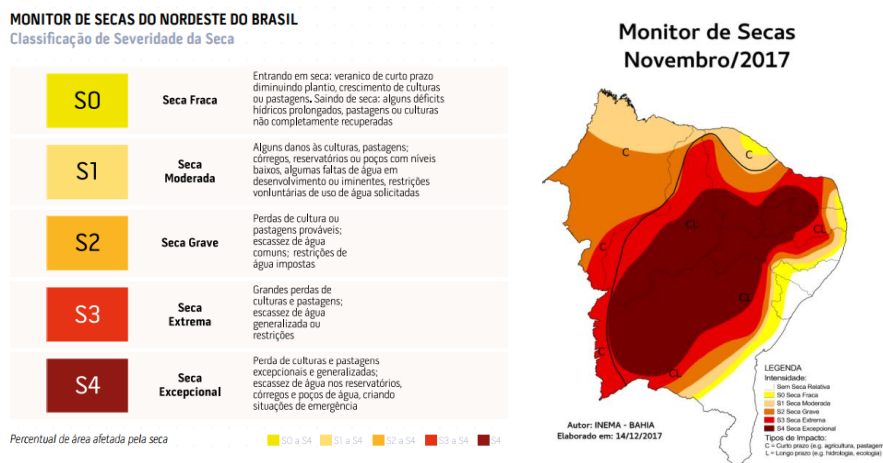 MONITOR DE SECAS DO NORDESTE DO BRASIL
Classificação de Severidade da Seca
S0
Seca Fraca
Entrando em seca: veranico de curto prazo
diminuindo plantio, crescimento de culturas
ou pastagens. Saindo de seca: alguns déficits
hídricos prolongados, pastagens ou culturas
não completamente recuperadas
S1
Seca
Moderada
Alguns danos às culturas, pastagens;
córregos, reservatórios ou poços com níveis
baixos, algumas faltas de água em
desenvolvimento ou iminentes, restrições
voluntárias de uso de água solicitadas
S2
Seca Grave
Perdas de cultura ou
pastagens prováveis;
escassez de água
comuns; restrições de
água impostas
S3
Seca
Extrema
Grandes perdas de
culturas e pastagens;
escassez de água
generalizada ou
restrições
S4
Seca
Excepcional
Perda de culturas e pastagens
excepcionais e generalizadas;
escassez de água nos reservatórios,
córregos e poços de água, criando
situações de emergência
Percentual de área afetada pela seca
S0 a S4
S1 a S4
S2 a S4
S3 a S4
S4
Monitor de Secas
Novembro/2017
C
C
C
CL
CL
CL
C
CL
LEGENDA
Intensidade:
Sem Seca Relativa
S0 Seca Fraca
S1 Seca Moderada
S2 Seca Grave
S3 Seca Extrema
S4 Seca Excepcional
Tipos de Impacto:
C = Curto prazo (e.g. agricultura, pastagem
L = Longo prazo (e.g. hidrologia, ecologia)
Autor: INEMA - BAHIA
Elaborado em: 14/12/2017